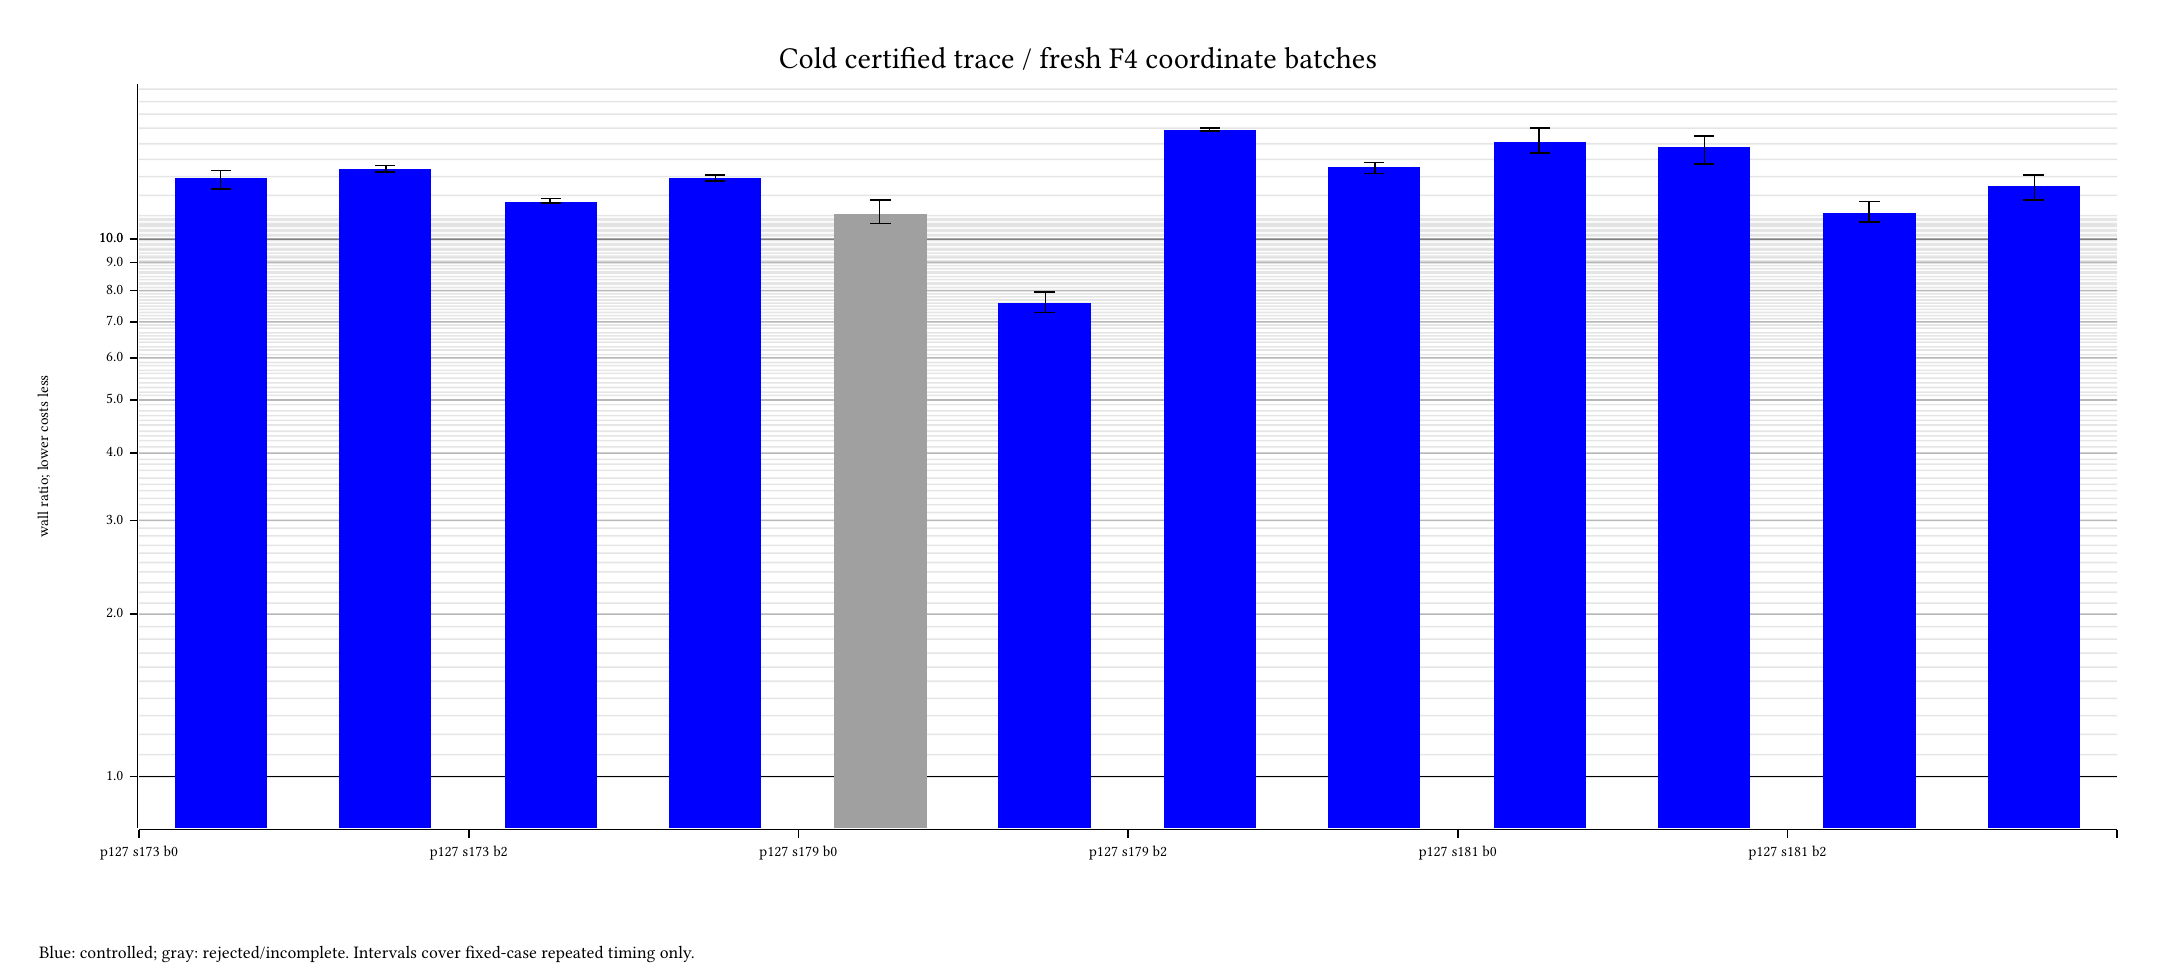 Cold certified trace / fresh F4 coordinate batches
wall ratio; lower costs less
10.0
9.0
8.0
7.0
6.0
5.0
4.0
3.0
2.0
1.0
p127 s173 b0 p127 s173 b2 p127 s179 b0 p127 s179 b2 p127 s181 b0 p127 s181 b2
Blue: controlled; gray: rejected/incomplete. Intervals cover fixed-case repeated timing only.